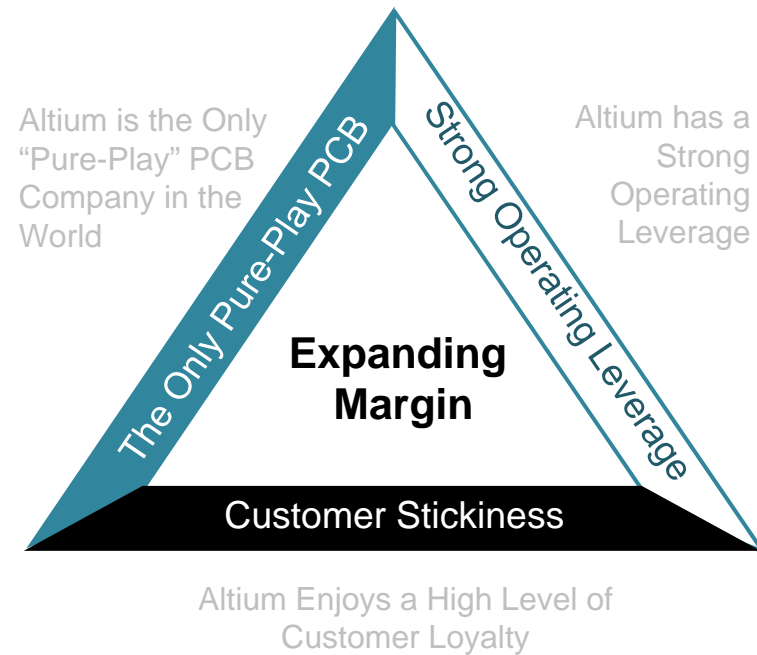 Altium is the Only
“Pure-Play” PCB
Company in the
World
The Only Pure-Play PCB
Strong Operating Leverage
Altium has a
Strong
Operating
Leverage
Expanding
Margin
Customer Stickiness
Altium Enjoys a High Level of
Customer Loyalty